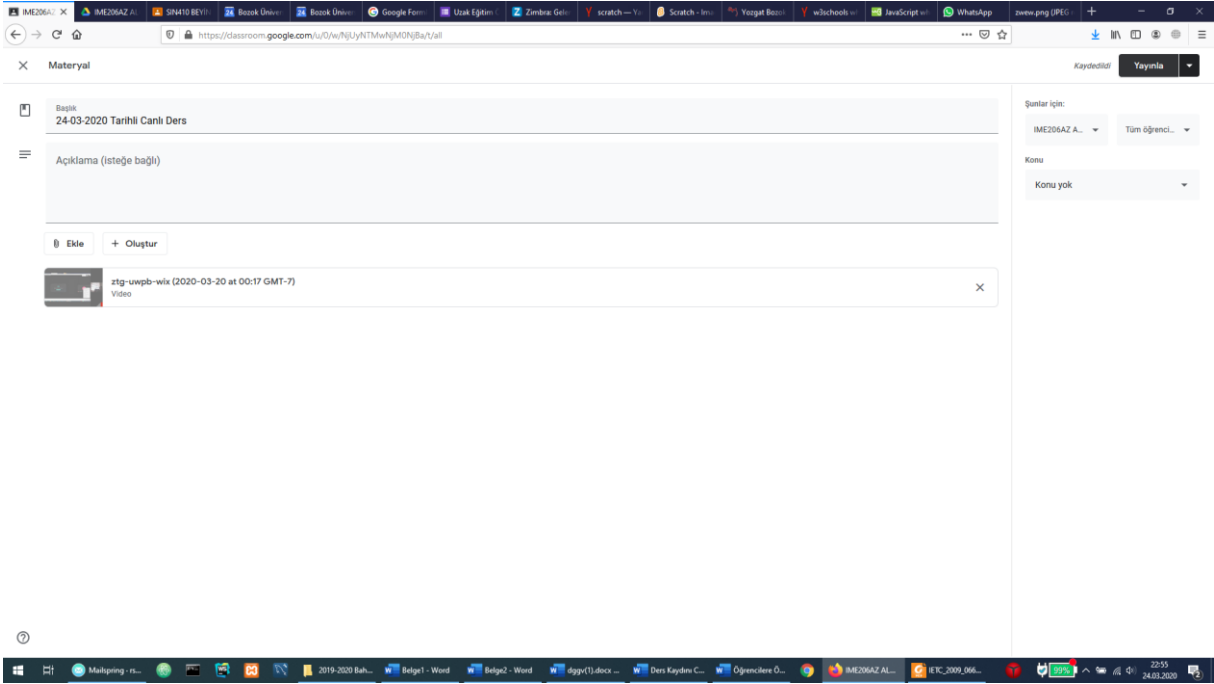 IME206AZ
IME206AZ AL
SIN410 BEYİN
Bozok Üniver
Bozok Üniver
Google Form
Uzak Eğitim C
Zimbra: Gele
scratch — Ya
Scratch - Ima
Yozgat Bozok
w3schools wh
JavaScript wh
WhatsApp
zwew.png (JPEG
https://classroom.google.com/u/0/w/NjUyNTMwNjM0NjBa/t/all
Materyal
Kaydedildi
Yayınla
Başlık
24-03-2020 Tarihli Canlı Ders
Açıklama (isteğe bağlı)
Ekle
+ Oluştur
ztg-uwpb-wix (2020-03-20 at 00:17 GMT-7)
Video
Şunlar için:
IME206AZ A...
Tüm öğrenci...
Konu
Konu yok
Mailspring - rs...
2019-2020 Bah...
Belge1 - Word
Belge2 - Word
dggv(1).docx ...
Ders Kaydını C...
Öğrencilere Ö...
IME206AZ AL...
IETC_2009_066...
99%
22:55
24.03.2020